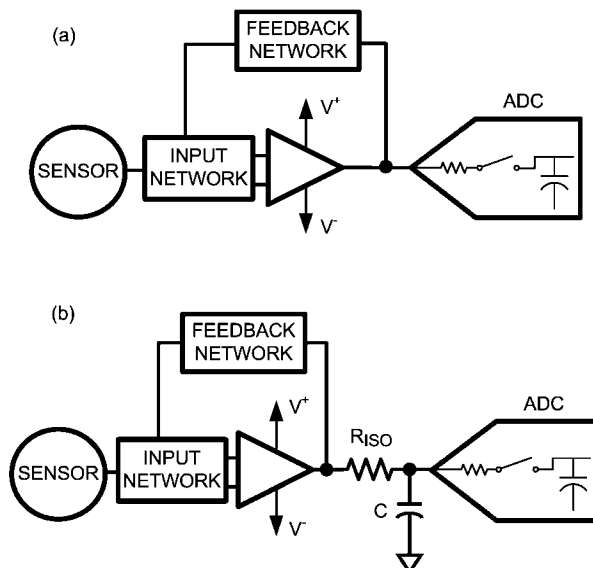 (a)
FEEDBACK
NETWORK
V+
ADC
SENSOR
INPUT
NETWORK
V-
(b)
FEEDBACK
NETWORK
V+
ADC
RISO
SENSOR
INPUT
NETWORK
C
V-